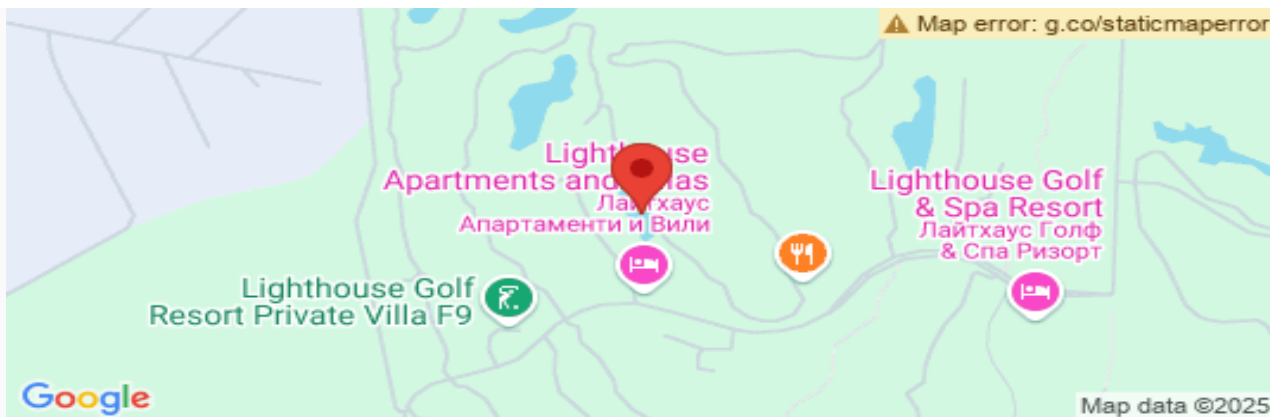 Map error: g.co/staticmaperror
Lighthouse
Apartments and Villas
Лайтхаус
Апартаменти и Вили
Lighthouse Golf
& Spa Resort
Лайтхаус Голф
& Спа Ризорт
Lighthouse Golf
Resort Private Villa F9
Google
Map data ©2025